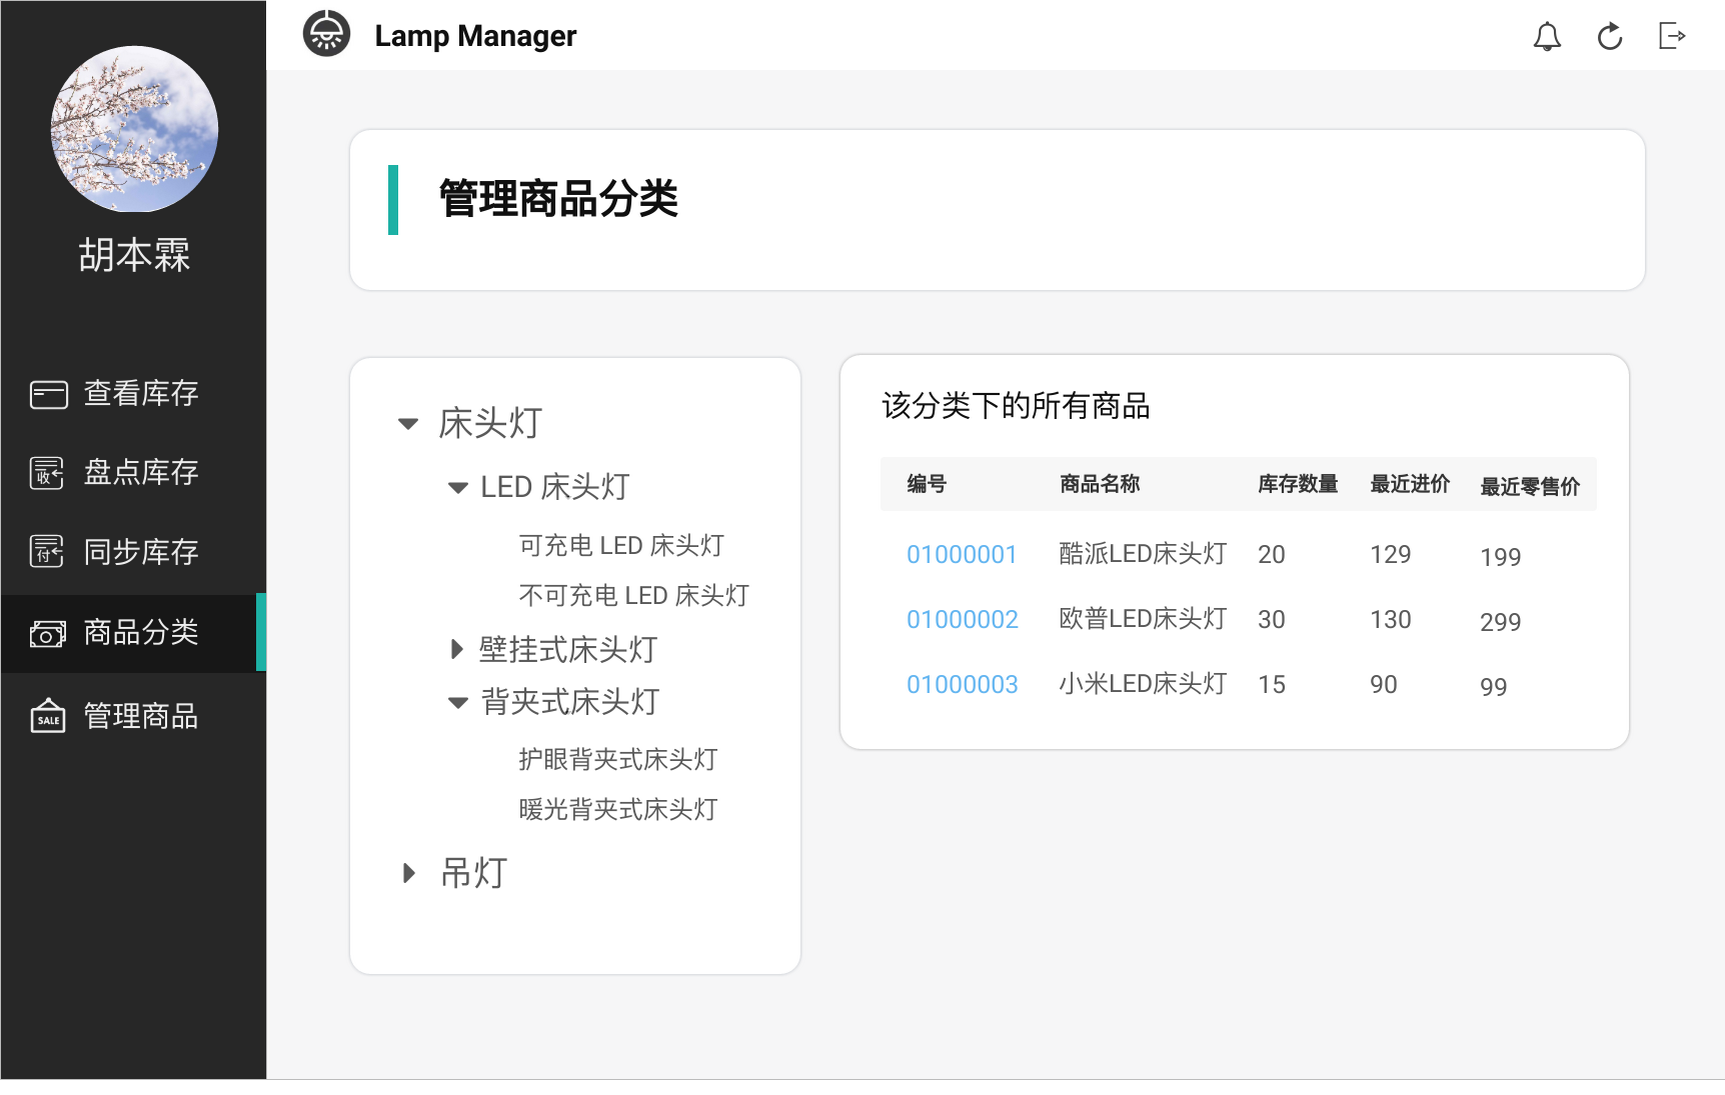 胡本霖
查看库存
收
盘点库存
付
同步库存
商品分类
SALE
管理商品
Lamp Manager
管理商品分类
床头灯
LED 床头灯
可充电 LED 床头灯
不可充电 LED 床头灯
壁挂式床头灯
背夹式床头灯
护眼背夹式床头灯
暖光背夹式床头灯
吊灯
该分类下的所有商品
编号 商品名称 库存数量 最近进价 最近零售价
01000001 酷派LED床头灯 20 129 199
01000002 欧普LED床头灯 30 130 299
01000003 小米LED床头灯 15 90 99